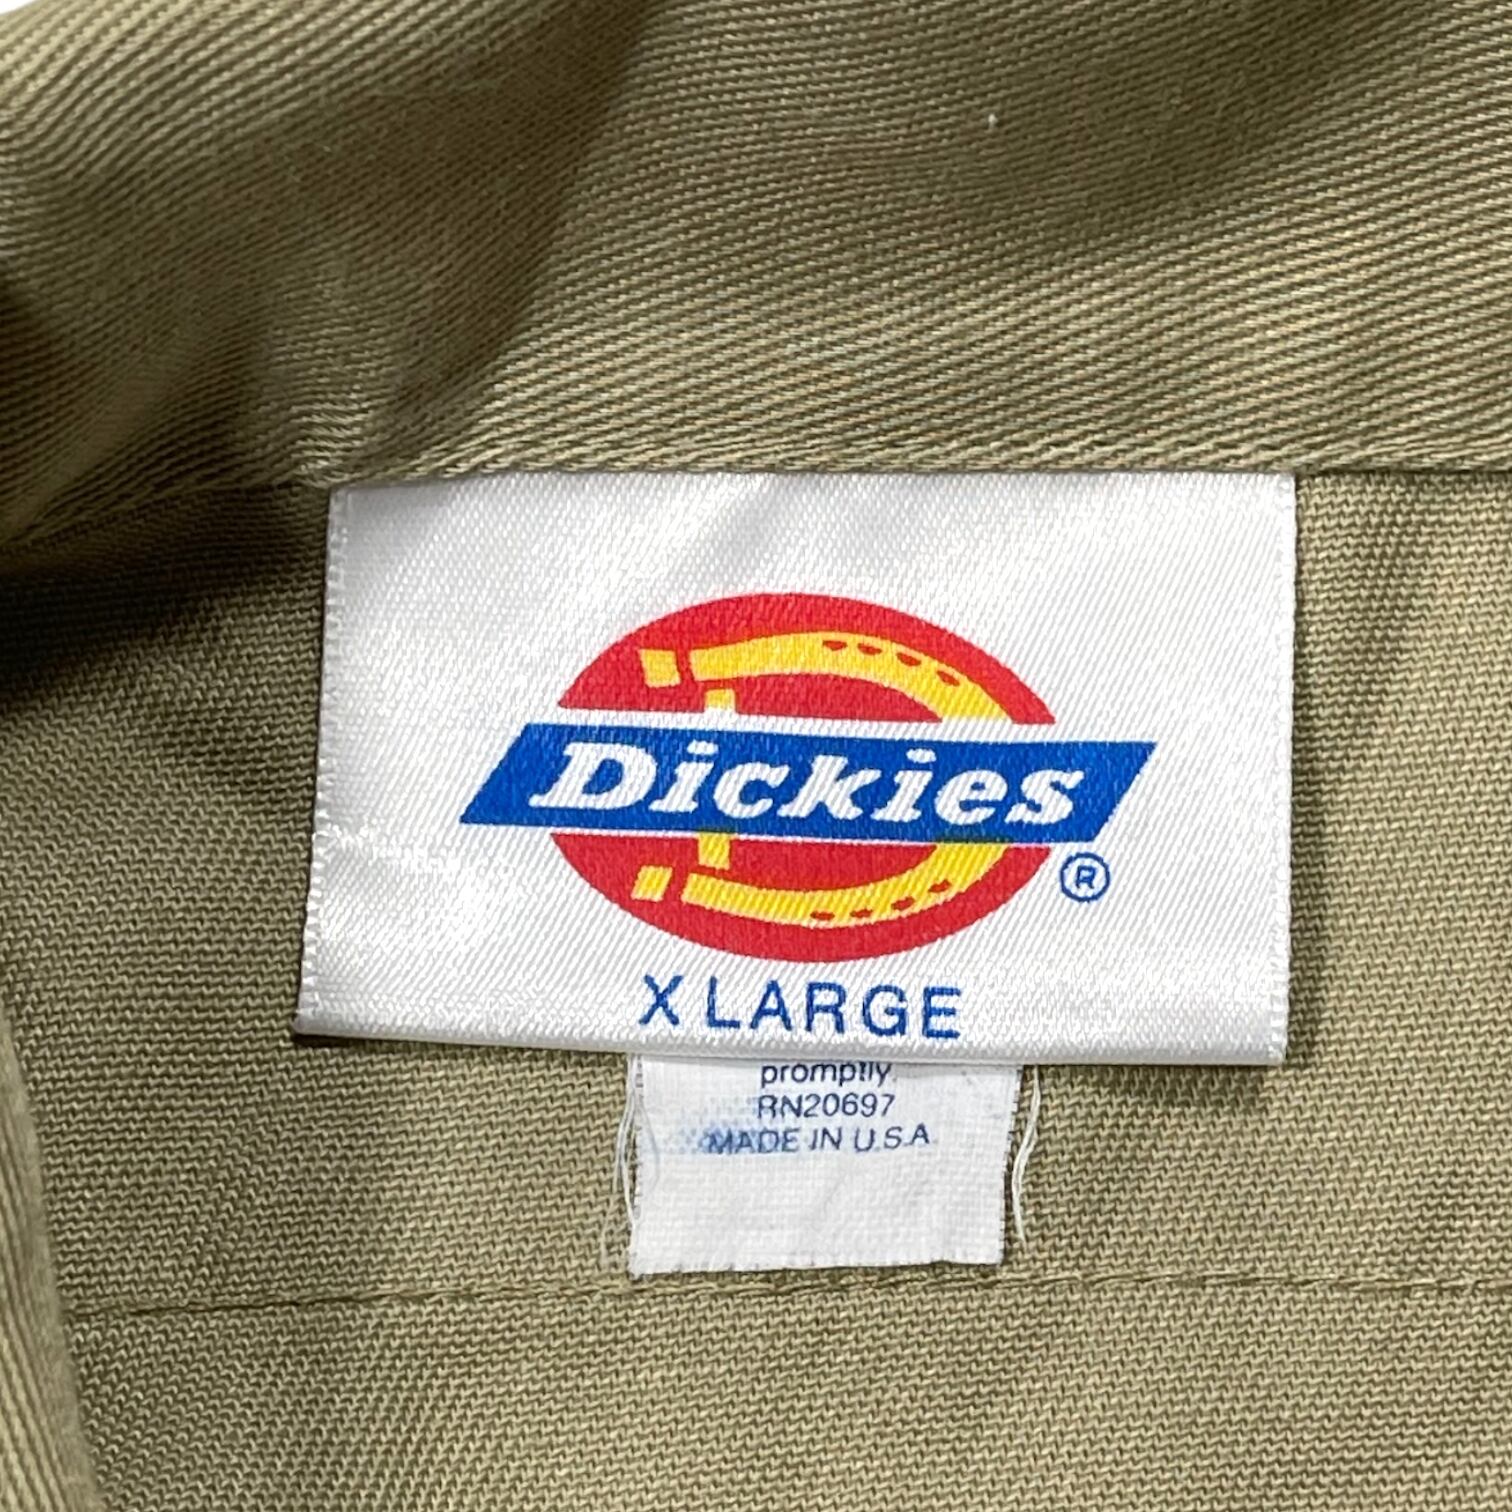 Dickies
®
X LARGE
promptly.
RN20697
MADE IN U.S.A.